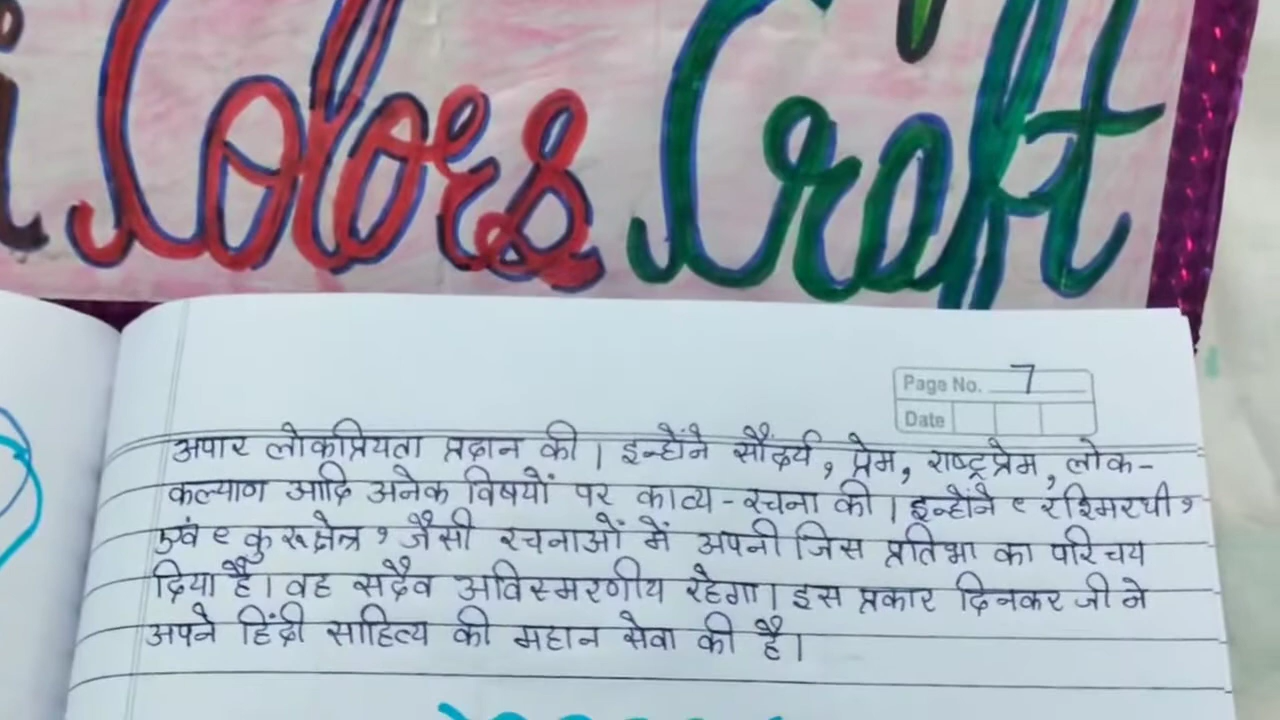 Colors Craft
Page No. 7
Date
अपार लोकप्रियता प्रदान की । इन्होंने सौंदर्य, प्रेम, राष्ट्रप्रेम, लोक-
कल्याण आदि अनेक विषयों पर काव्य - रचना की । इन्होंने ‘ रश्मिरथी ’
एवं ‘ कुरूक्षेत्र ’ जैसी रचनाओं में अपनी जिस प्रतिभा का परिचय
दिया है। वह सदैव अविस्मरणीय रहेगा। इस प्रकार दिनकर जी ने
अपने हिंदी साहित्य की महान सेवा की है।